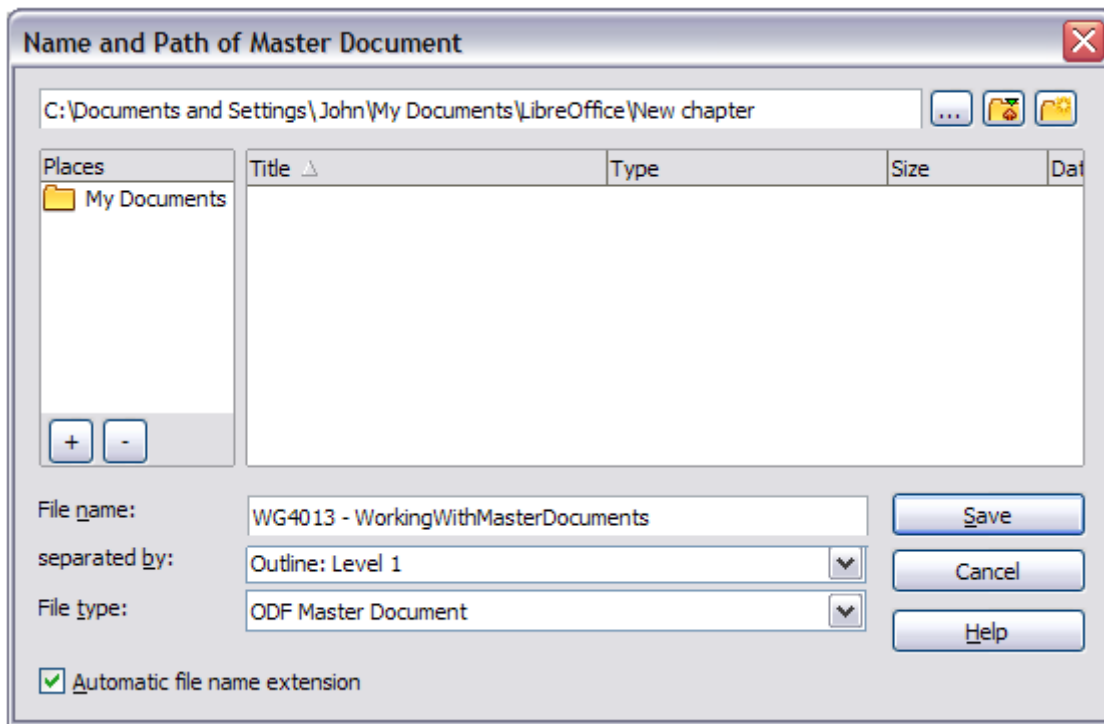 Name and Path of Master Document
C:\Documents and Settings\John\My Documents\LibreOffice\New chapter
...
Places
Title
Type
Size
Dat
My Documents
+ -
File name:
WG4013 - WorkingWithMasterDocuments
Save
separated by:
Outline: Level 1
Cancel
File type:
ODF Master Document
Help
Automatic file name extension